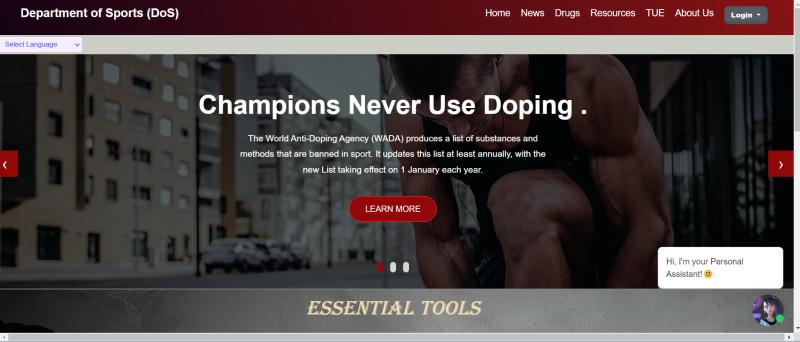 Department of Sports (DoS)
Home News Drugs Resources TUE About Us Login
Select Language
Champions Never Use Doping .
The World Anti-Doping Agency (WADA) produces a list of substances and
methods that are banned in sport. It updates this list at least annually, with the
new List taking effect on 1 January each year.
LEARN MORE
Hi, I'm your Personal
Assistant! 🙂
ESSENTIAL TOOLS